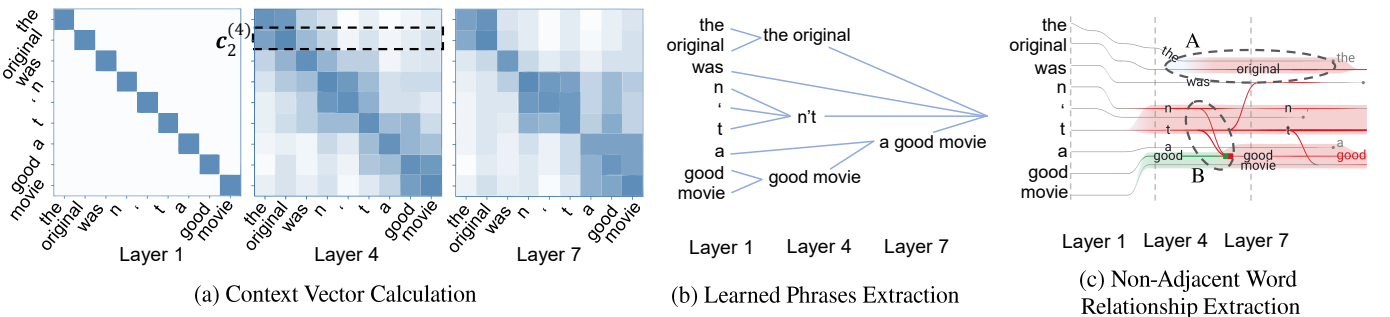 the
original
was
n
‘
t
a
good
movie
c₂⁽⁴⁾
the
original
was
n
‘
t
a
good
movie
the
original
was
n
‘
t
a
good
movie
the
original
was
n
‘
t
a
good
movie
Layer 1
Layer 4
Layer 7
(a) Context Vector Calculation
the
original
was
n
‘
t
a
good
movie
the original
n’t
good movie
a good movie
Layer 1
Layer 4
Layer 7
(b) Learned Phrases Extraction
the
original
was
n
‘
t
a
good
movie
A
the
original
the
was
n
n
t
t
a
a
good
good
movie
good
B
Layer 1
Layer 4
Layer 7
(c) Non-Adjacent Word
Relationship Extraction